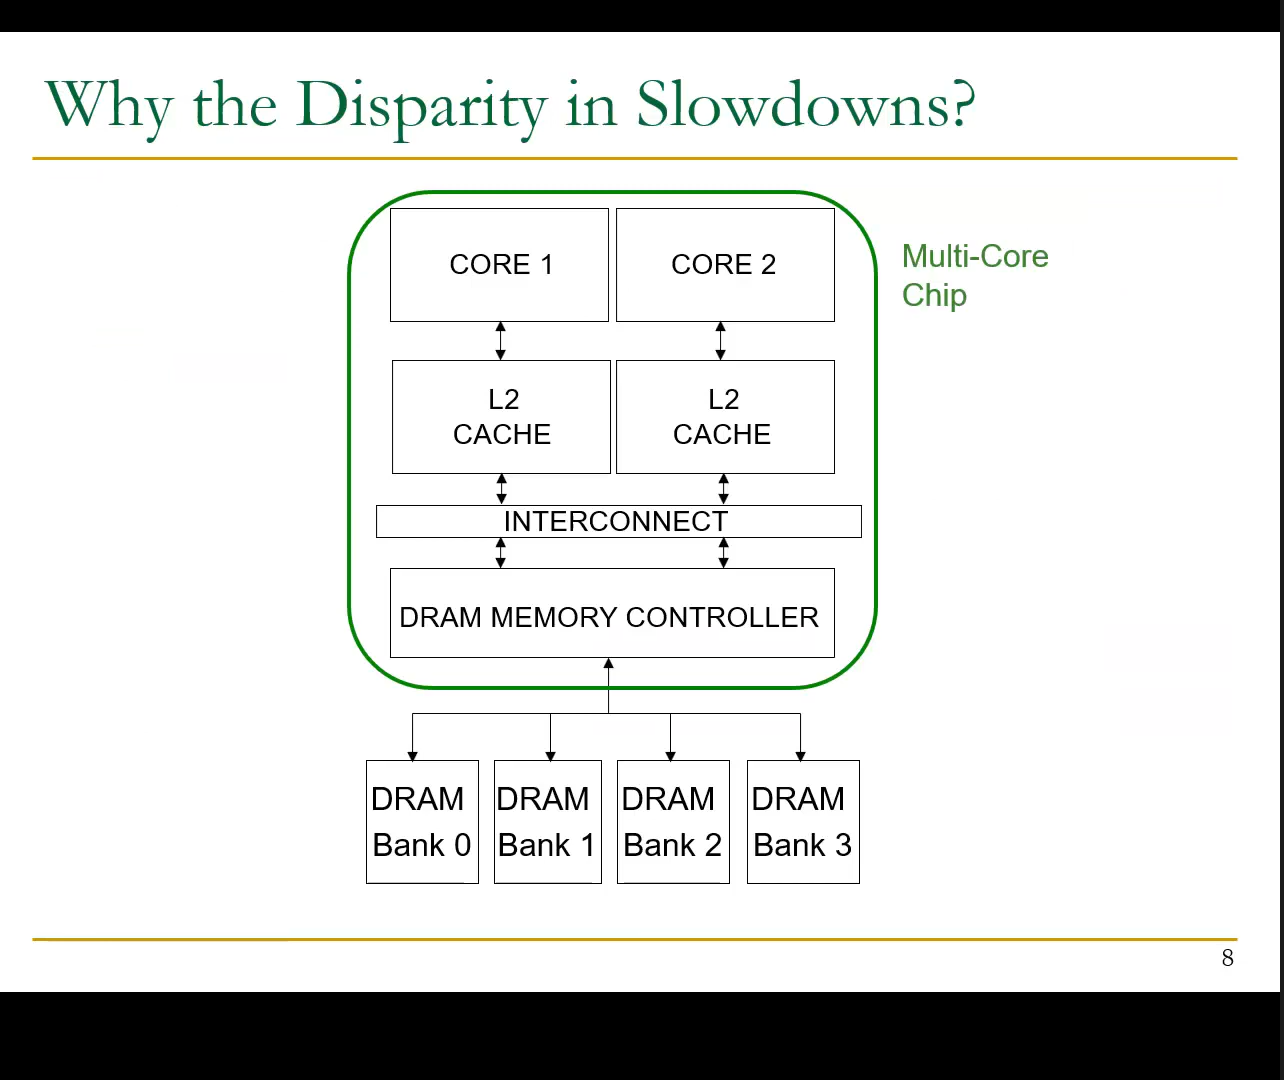 Why the Disparity in Slowdowns?
CORE 1
CORE 2
Multi-Core
Chip
L2
CACHE
L2
CACHE
INTERCONNECT
DRAM MEMORY CONTROLLER
DRAM
Bank 0
DRAM
Bank 1
DRAM
Bank 2
DRAM
Bank 3
8